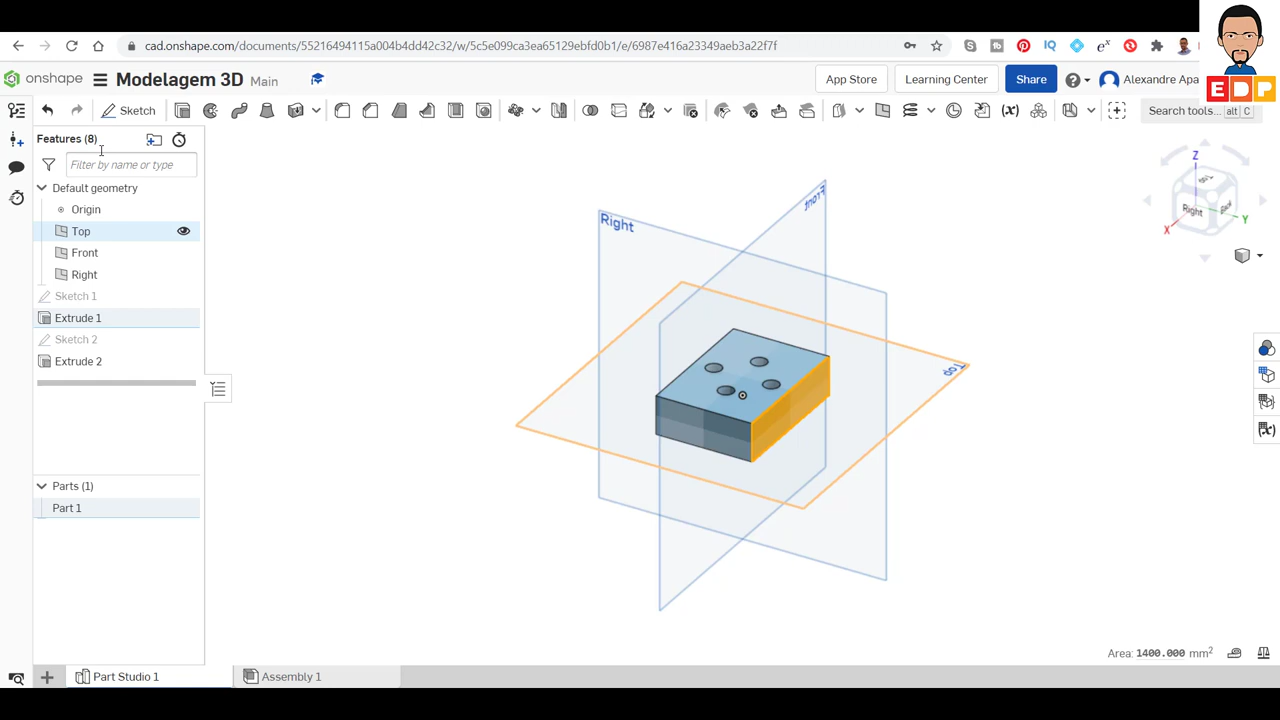 cad.onshape.com/documents/55216494115a004b4dd42c32/w/5c3e099ca3ea65129ebfd0b1/e/6987e416a23349aeb3a22f7f
onshape
Modelagem 3D Main
App Store
Learning Center
Share
Alexandre Apa
EDP
Sketch
Search tools... alt C
Features (8)
Filter by name or type
Default geometry
Origin
Top
Front
Right
Sketch 1
Extrude 1
Sketch 2
Extrude 2
Parts (1)
Part 1
Right
Front
Top
Z
Top
Right
Back
X
Y
Area: 1400.000 mm²
Part Studio 1
Assembly 1